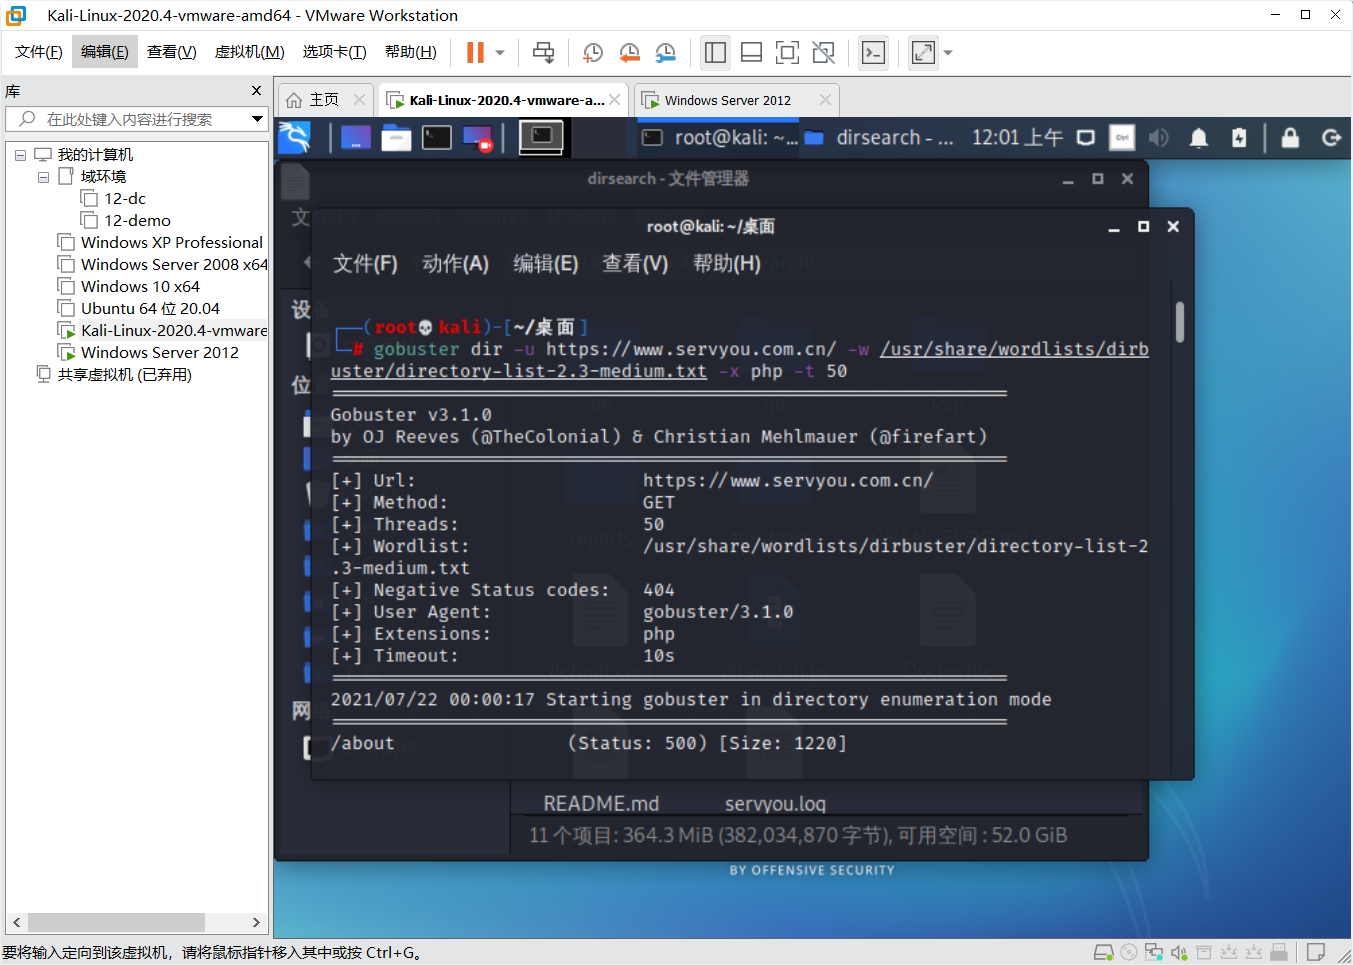 Kali-Linux-2020.4-vmware-amd64 - VMware Workstation
文件(F) 编辑(E) 查看(V) 虚拟机(M) 选项卡(T) 帮助(H)
库
在此处键入内容进行搜索
我的计算机
域环境
12-dc
12-demo
Windows XP Professional
Windows Server 2008 x64
Windows 10 x64
Ubuntu 64 位 20.04
Kali-Linux-2020.4-vmware
Windows Server 2012
共享虚拟机 (已弃用)
主页 Kali-Linux-2020.4-vmware-a... Windows Server 2012
root@kali: ~... dirsearch - ... 12:01 上午
dirsearch - 文件管理器
root@kali: ~/桌面
文件(F) 动作(A) 编辑(E) 查看(V) 帮助(H)
设
位
网
(root💀kali)-[~/桌面]
# gobuster dir -u https://www.servyou.com.cn/ -w /usr/share/wordlists/dirb
uster/directory-list-2.3-medium.txt -x php -t 50
Gobuster v3.1.0
by OJ Reeves (@TheColonial) & Christian Mehlmauer (@firefart)
[+] Url: https://www.servyou.com.cn/
[+] Method: GET
[+] Threads: 50
[+] Wordlist: /usr/share/wordlists/dirbuster/directory-list-2
.3-medium.txt
[+] Negative Status codes: 404
[+] User Agent: gobuster/3.1.0
[+] Extensions: php
[+] Timeout: 10s
2021/07/22 00:00:17 Starting gobuster in directory enumeration mode
/about (Status: 500) [Size: 1220]
README.md servyou.log
11 个项目: 364.3 MiB (382,034,870 字节), 可用空间 : 52.0 GiB
BY OFFENSIVE SECURITY
要将输入定向到该虚拟机，请将鼠标指针移入其中或按 Ctrl+G。